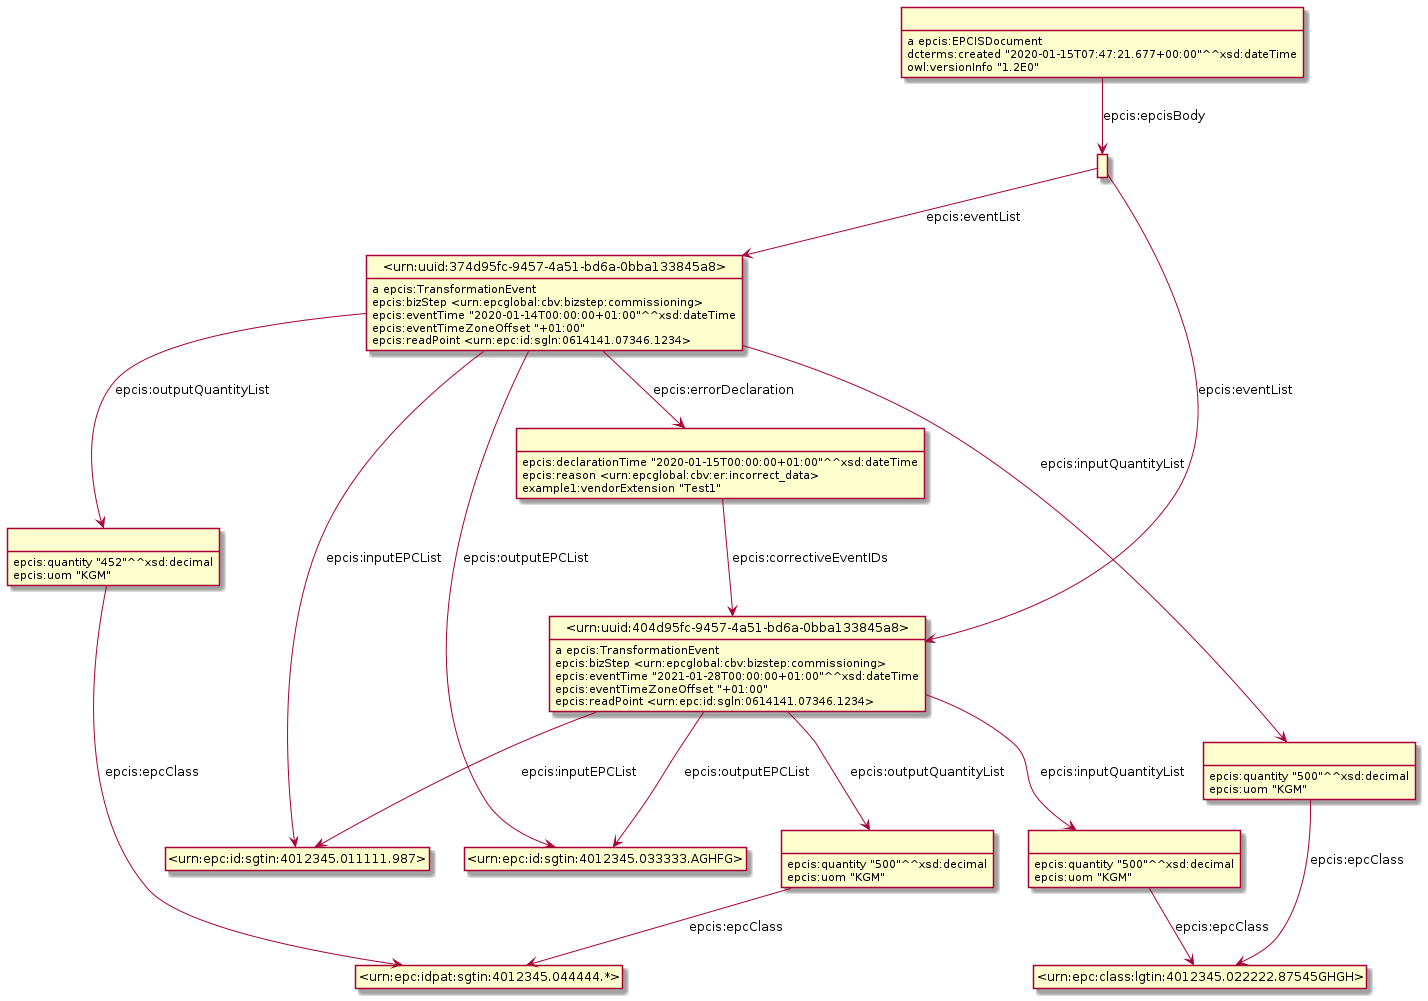 a epcis:EPCISDocument
dcterms:created "2020-01-15T07:47:21.677+00:00"^^xsd:dateTime
owl:versionInfo "1.2E0"
epcis:epcisBody
epcis:eventList
<urn:uuid:374d95fc-9457-4a51-bd6a-0bba133845a8>
a epcis:TransformationEvent
epcis:bizStep <urn:epcglobal:cbv:bizstep:commissioning>
epcis:eventTime "2020-01-14T00:00:00+01:00"^^xsd:dateTime
epcis:eventTimeZoneOffset "+01:00"
epcis:readPoint <urn:epc:id:sgln:0614141.07346.1234>
epcis:outputQuantityList
epcis:errorDeclaration
epcis:eventList
epcis:declarationTime "2020-01-15T00:00:00+01:00"^^xsd:dateTime
epcis:reason <urn:epcglobal:cbv:er:incorrect_data>
example1:vendorExtension "Test1"
epcis:inputQuantityList
epcis:quantity "452"^^xsd:decimal
epcis:uom "KGM"
epcis:inputEPCList
epcis:outputEPCList
epcis:correctiveEventIDs
<urn:uuid:404d95fc-9457-4a51-bd6a-0bba133845a8>
a epcis:TransformationEvent
epcis:bizStep <urn:epcglobal:cbv:bizstep:commissioning>
epcis:eventTime "2021-01-28T00:00:00+01:00"^^xsd:dateTime
epcis:eventTimeZoneOffset "+01:00"
epcis:readPoint <urn:epc:id:sgln:0614141.07346.1234>
epcis:epcClass
epcis:inputEPCList
epcis:outputEPCList
epcis:outputQuantityList
epcis:inputQuantityList
epcis:quantity "500"^^xsd:decimal
epcis:uom "KGM"
<urn:epc:id:sgtin:4012345.011111.987>
<urn:epc:id:sgtin:4012345.033333.AGHFG>
epcis:quantity "500"^^xsd:decimal
epcis:uom "KGM"
epcis:quantity "500"^^xsd:decimal
epcis:uom "KGM"
epcis:epcClass
epcis:epcClass
epcis:epcClass
<urn:epc:idpat:sgtin:4012345.044444.*>
<urn:epc:class:lgtin:4012345.022222.87545GHGH>